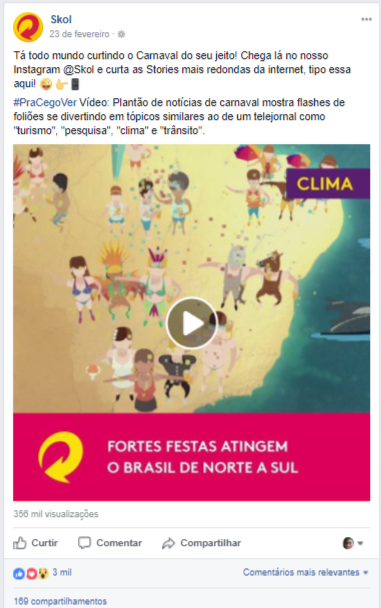 Skol
23 de fevereiro ·
Tá todo mundo curtindo o Carnaval do seu jeito! Chega lá no nosso
Instagram @Skol e curta as Stories mais redondas da internet, tipo essa
aqui! 😜👉📱
#PraCegoVer Vídeo: Plantão de notícias de carnaval mostra flashes de
foliões se divertindo em tópicos similares ao de um telejornal como
"turismo", "pesquisa", "clima" e "trânsito".
CLIMA
FORTES FESTAS ATINGEM
O BRASIL DE NORTE A SUL
356 mil visualizações
Curtir Comentar Compartilhar
3 mil Comentários mais relevantes
169 compartilhamentos